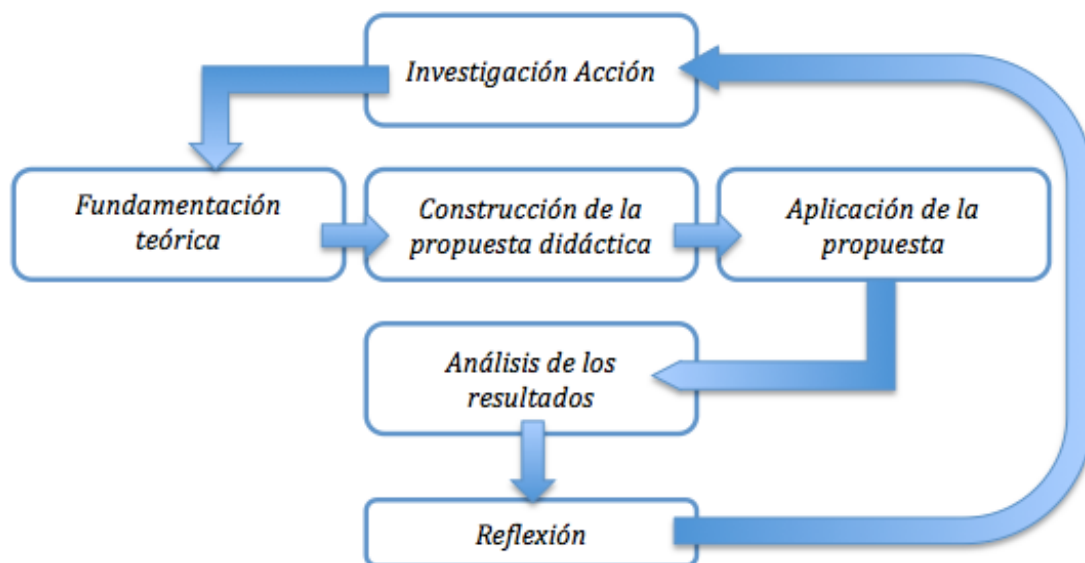 Investigación Acción
Fundamentación
teórica
Construcción de la
propuesta didáctica
Aplicación de la
propuesta
Análisis de los
resultados
Reflexión